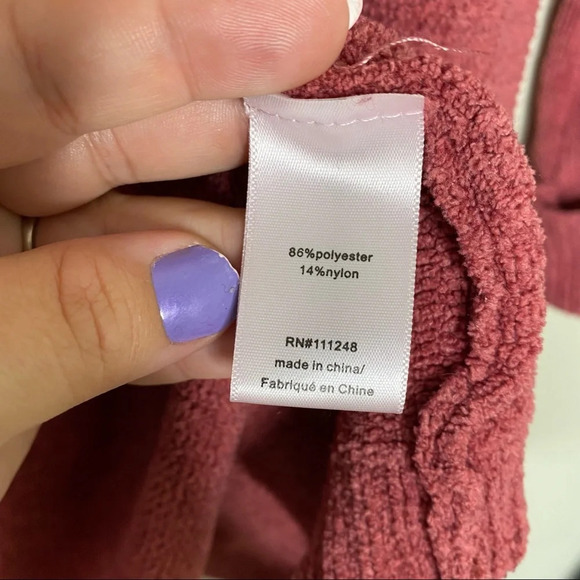 86%polyester
14%nylon
RN#111248
made in china/
Fabriqué en Chine